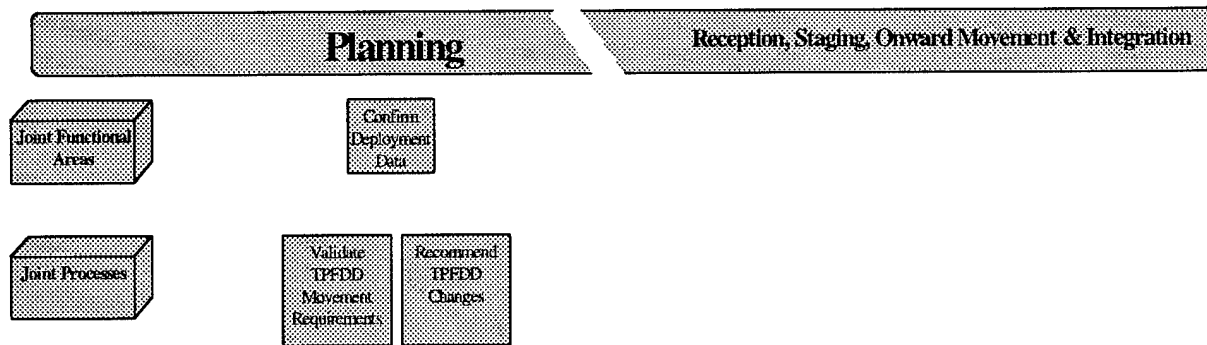 Planning
Reception, Staging, Onward Movement & Integration
Joint Functional
Areas
Confirm
Deployment
Data
Joint Processes
Validate
TPFDD
Movement
Requirements
Recommend
TPFDD
Changes